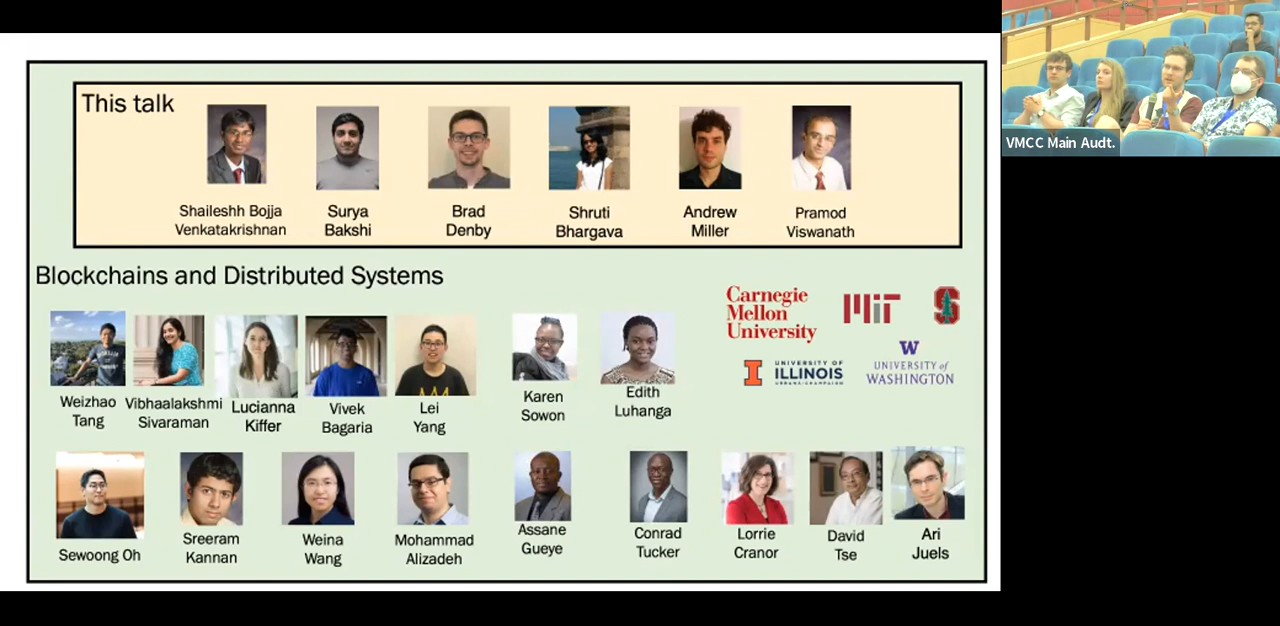 This talk
Shaileshh Bojja
Venkatakrishnan
Surya
Bakshi
Brad
Denby
Shruti
Bhargava
Andrew
Miller
Pramod
Viswanath
VMCC Main Audt.
Blockchains and Distributed Systems
Carnegie
Mellon
University
MIT
S
I
UNIVERSITY OF
ILLINOIS
URBANA-CHAMPAIGN
W
UNIVERSITY of
WASHINGTON
Weizhao
Tang
Vibhaalakshmi
Sivaraman
Lucianna
Kiffer
Vivek
Bagaria
Lei
Yang
Karen
Sowon
Edith
Luhanga
Sewoong Oh
Sreeram
Kannan
Weina
Wang
Mohammad
Alizadeh
Assane
Gueye
Conrad
Tucker
Lorrie
Cranor
David
Tse
Ari
Juels